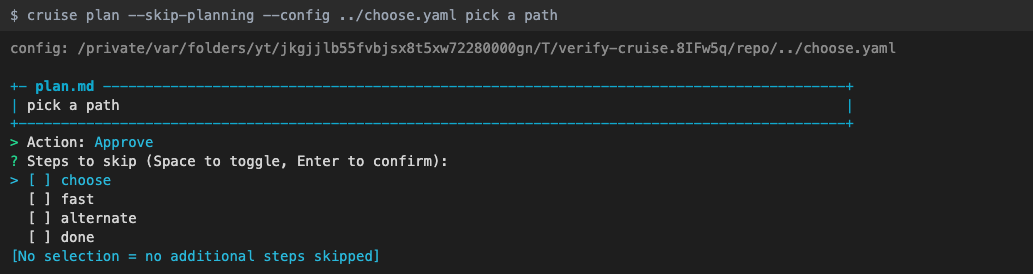 $ cruise plan --skip-planning --config ../choose.yaml pick a path
config: /private/var/folders/yt/jkgjjlb55fvbjsx8t5xw72280000gn/T/verify-cruise.8IFw5q/repo/../choose.yaml
+- plan.md ----------------------------------------------------------------------------------------+
| pick a path |
+--------------------------------------------------------------------------------------------------+
> Action: Approve
? Steps to skip (Space to toggle, Enter to confirm):
> [ ] choose
[ ] fast
[ ] alternate
[ ] done
[No selection = no additional steps skipped]